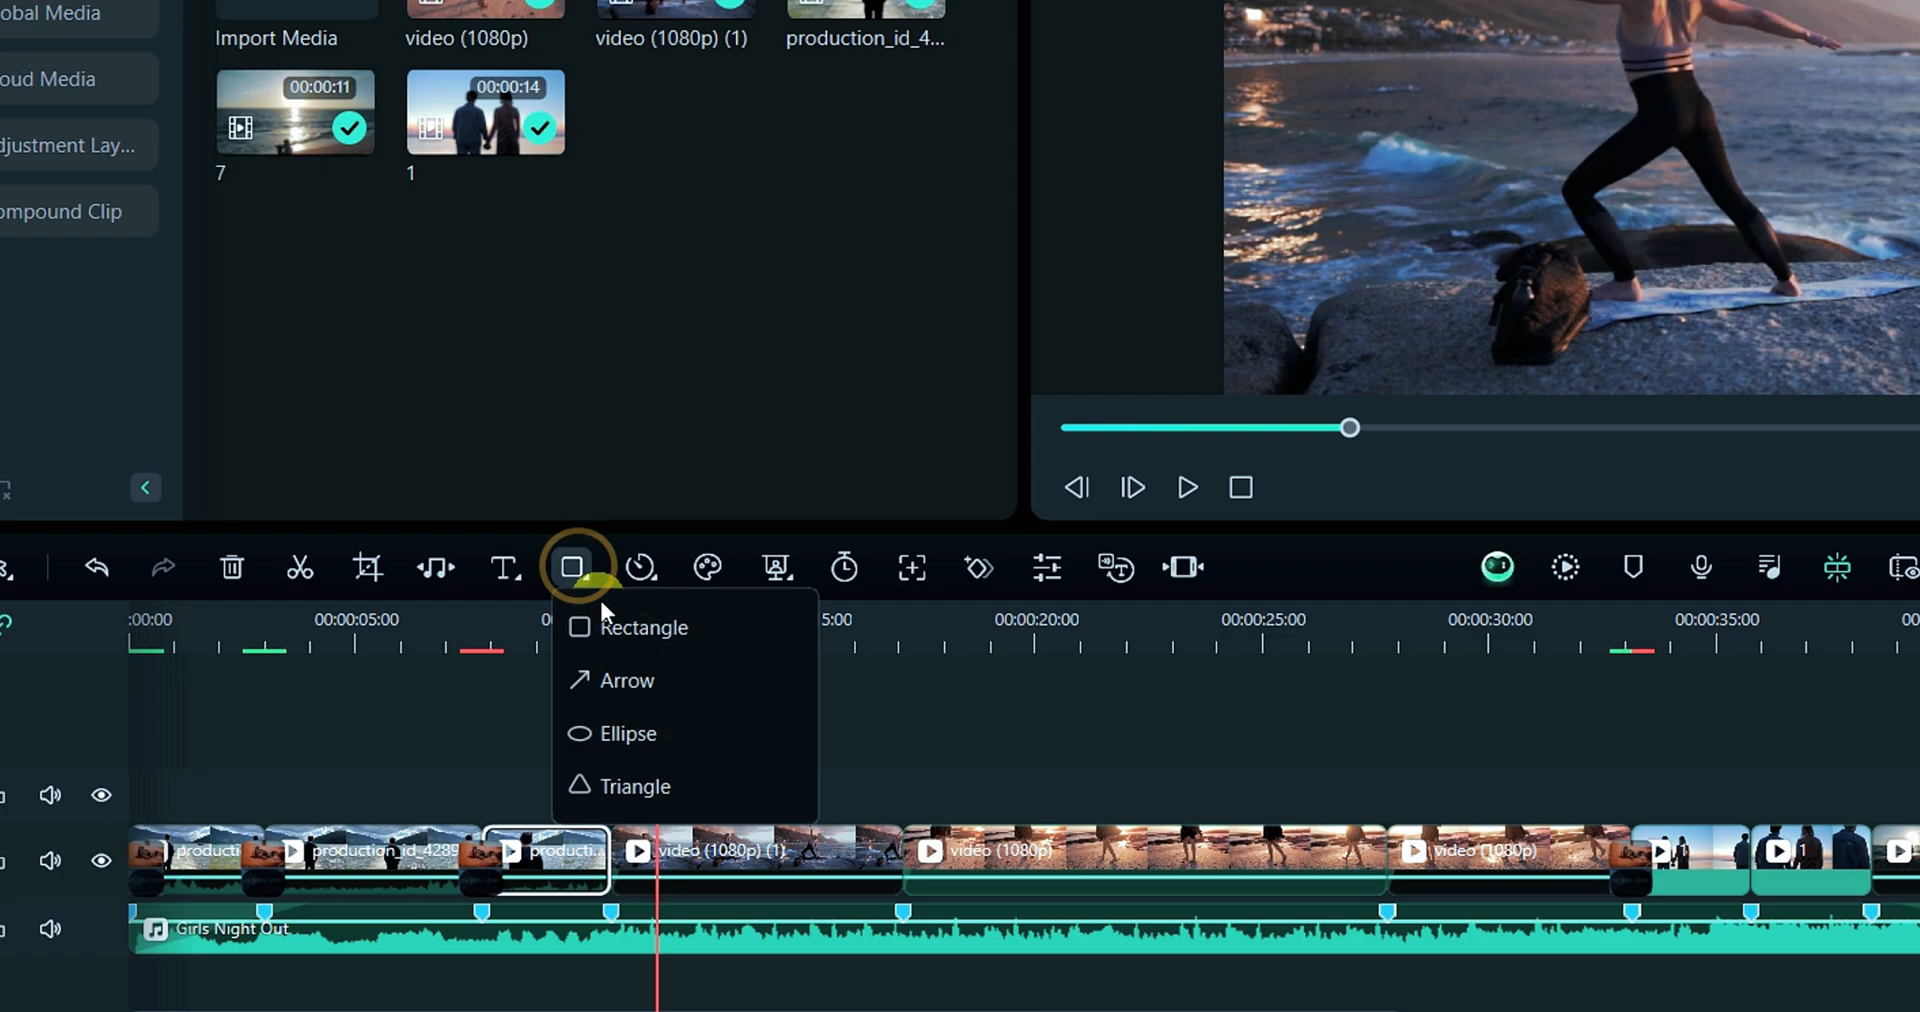 obal Media
Import Media
video (1080p)
video (1080p) (1)
production_id_4...
oud Media
00:00:11
00:00:14
djustment Lay...
7
1
ompound Clip
:00:00
00:00:05:00
0
5:00
00:00:20:00
00:00:25:00
00:00:30:00
00:00:35:00
00
Rectangle
Arrow
Ellipse
Triangle
producti
production_id_4289
producti...
video (1080p) (1)
video (1080p)
video (1080p)
1
1
Girls Night Out